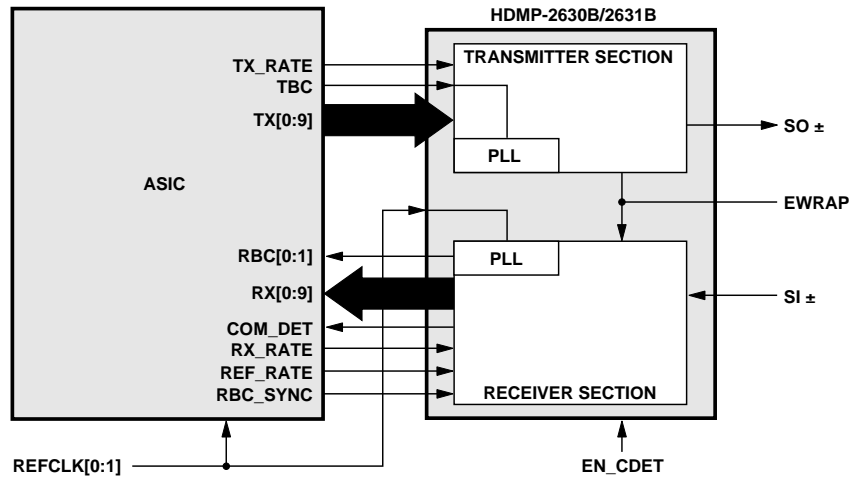 HDMP-2630B/2631B
TRANSMITTER SECTION
TX_RATE
TBC
TX[0:9]
PLL
SO ±
ASIC
EWRAP
RBC[0:1]
PLL
RX[0:9]
SI ±
COM_DET
RX_RATE
REF_RATE
RBC_SYNC
RECEIVER SECTION
REFCLK[0:1]
EN_CDET